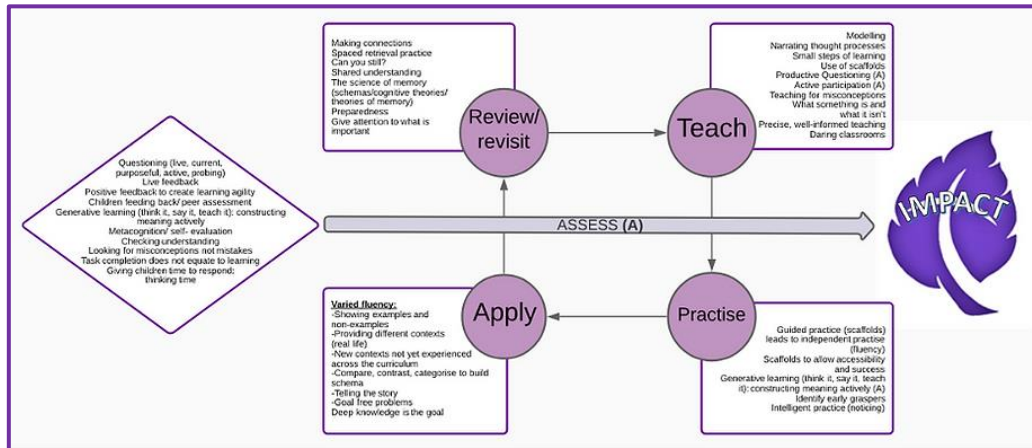 Making connections
Spaced retrieval practice
Can you still?
Shared understanding
The science of memory
(schemas/cognitive theories/
theories of memory)
Preparedness
Give attention to what is
important
Review/
revisit
Teach
Modelling
Narrating thought processes
Small steps of learning
Use of scaffolds
Productive Questioning (A)
Active participation (A)
Teaching for misconceptions
What something is and
what it isn't
Precise, well-informed teaching
Daring classrooms
Questioning (live, current,
purposeful, active, probing)
Live feedback
Positive feedback to create learning agility
Children feeding back/ peer assessment
Generative learning (think it, say it, teach it): constructing
meaning actively
Metacognition/ self- evaluation
Checking understanding
Looking for misconceptions not mistakes
Task completion does not equate to learning
Giving children time to respond:
thinking time
ASSESS (A)
IMPACT
Varied fluency:
-Showing examples and
non-examples
-Providing different contexts
(real life)
-New contexts not yet experienced
across the curriculum
-Compare, contrast, categorise to build
schema
-Telling the story
-Goal free problems
Deep knowledge is the goal
Apply
Practise
Guided practice (scaffolds)
leads to independent practise
(fluency)
Scaffolds to allow accessibility
and success
Generative learning (think it, say it, teach
it): constructing meaning actively (A)
Identify early graspers
Intelligent practice (noticing)